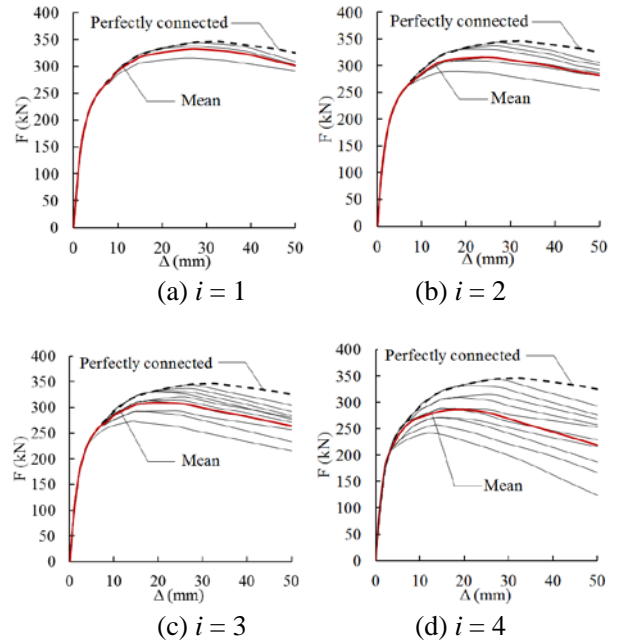 400
350
300
250
200
150
100
50
0
F (kN)
Perfectly connected
Mean
0 10 20 30 40 50
Δ (mm)
(a) i = 1
400
350
300
250
200
150
100
50
0
F (kN)
Perfectly connected
Mean
0 10 20 30 40 50
Δ (mm)
(b) i = 2
400
350
300
250
200
150
100
50
0
F (kN)
Perfectly connected
Mean
0 10 20 30 40 50
Δ (mm)
(c) i = 3
400
350
300
250
200
150
100
50
0
F (kN)
Perfectly connected
Mean
0 10 20 30 40 50
Δ (mm)
(d) i = 4